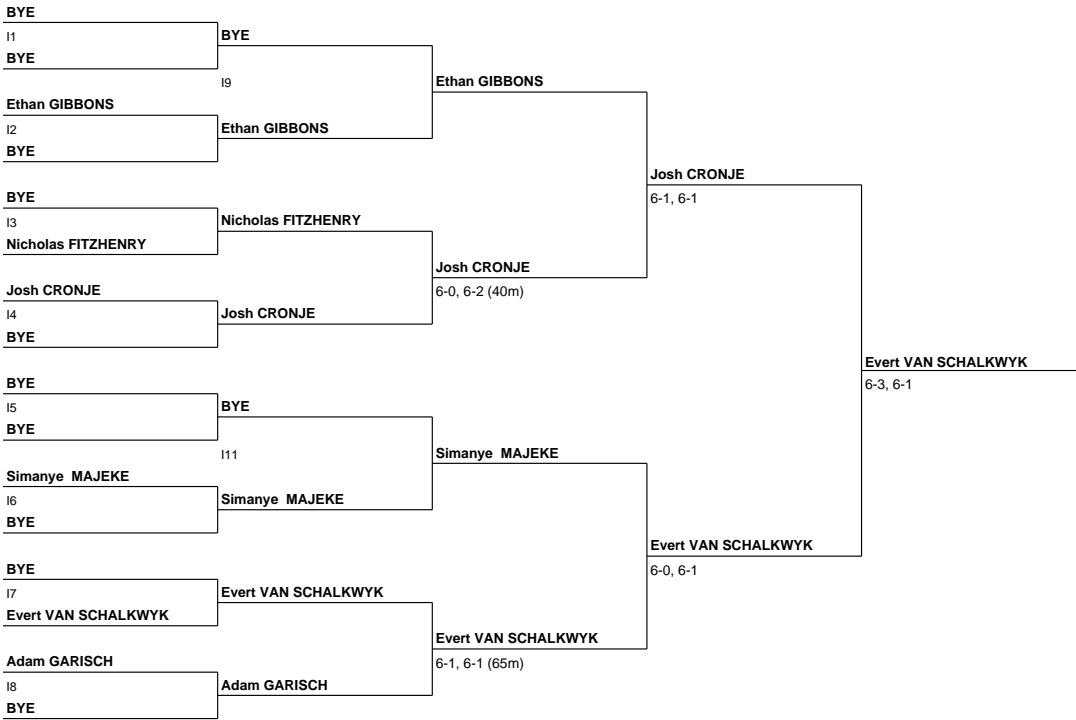 BYE
I1
BYE
Ethan GIBBONS
I2
BYE
BYE
I3
Nicholas FITZHENRY
Josh CRONJE
I4
BYE
BYE
I5
BYE
Simanye  MAJEKE
I6
BYE
BYE
I7
Evert VAN SCHALKWYK
Adam GARISCH
I8
BYE
BYE
I9
Ethan GIBBONS
Nicholas FITZHENRY
Josh CRONJE
BYE
I11
Simanye  MAJEKE
Evert VAN SCHALKWYK
Adam GARISCH
Ethan GIBBONS
Josh CRONJE
6-0, 6-2 (40m)
Simanye  MAJEKE
Evert VAN SCHALKWYK
6-1, 6-1 (65m)
Josh CRONJE
6-1, 6-1
Evert VAN SCHALKWYK
6-0, 6-1
Evert VAN SCHALKWYK
6-3, 6-1